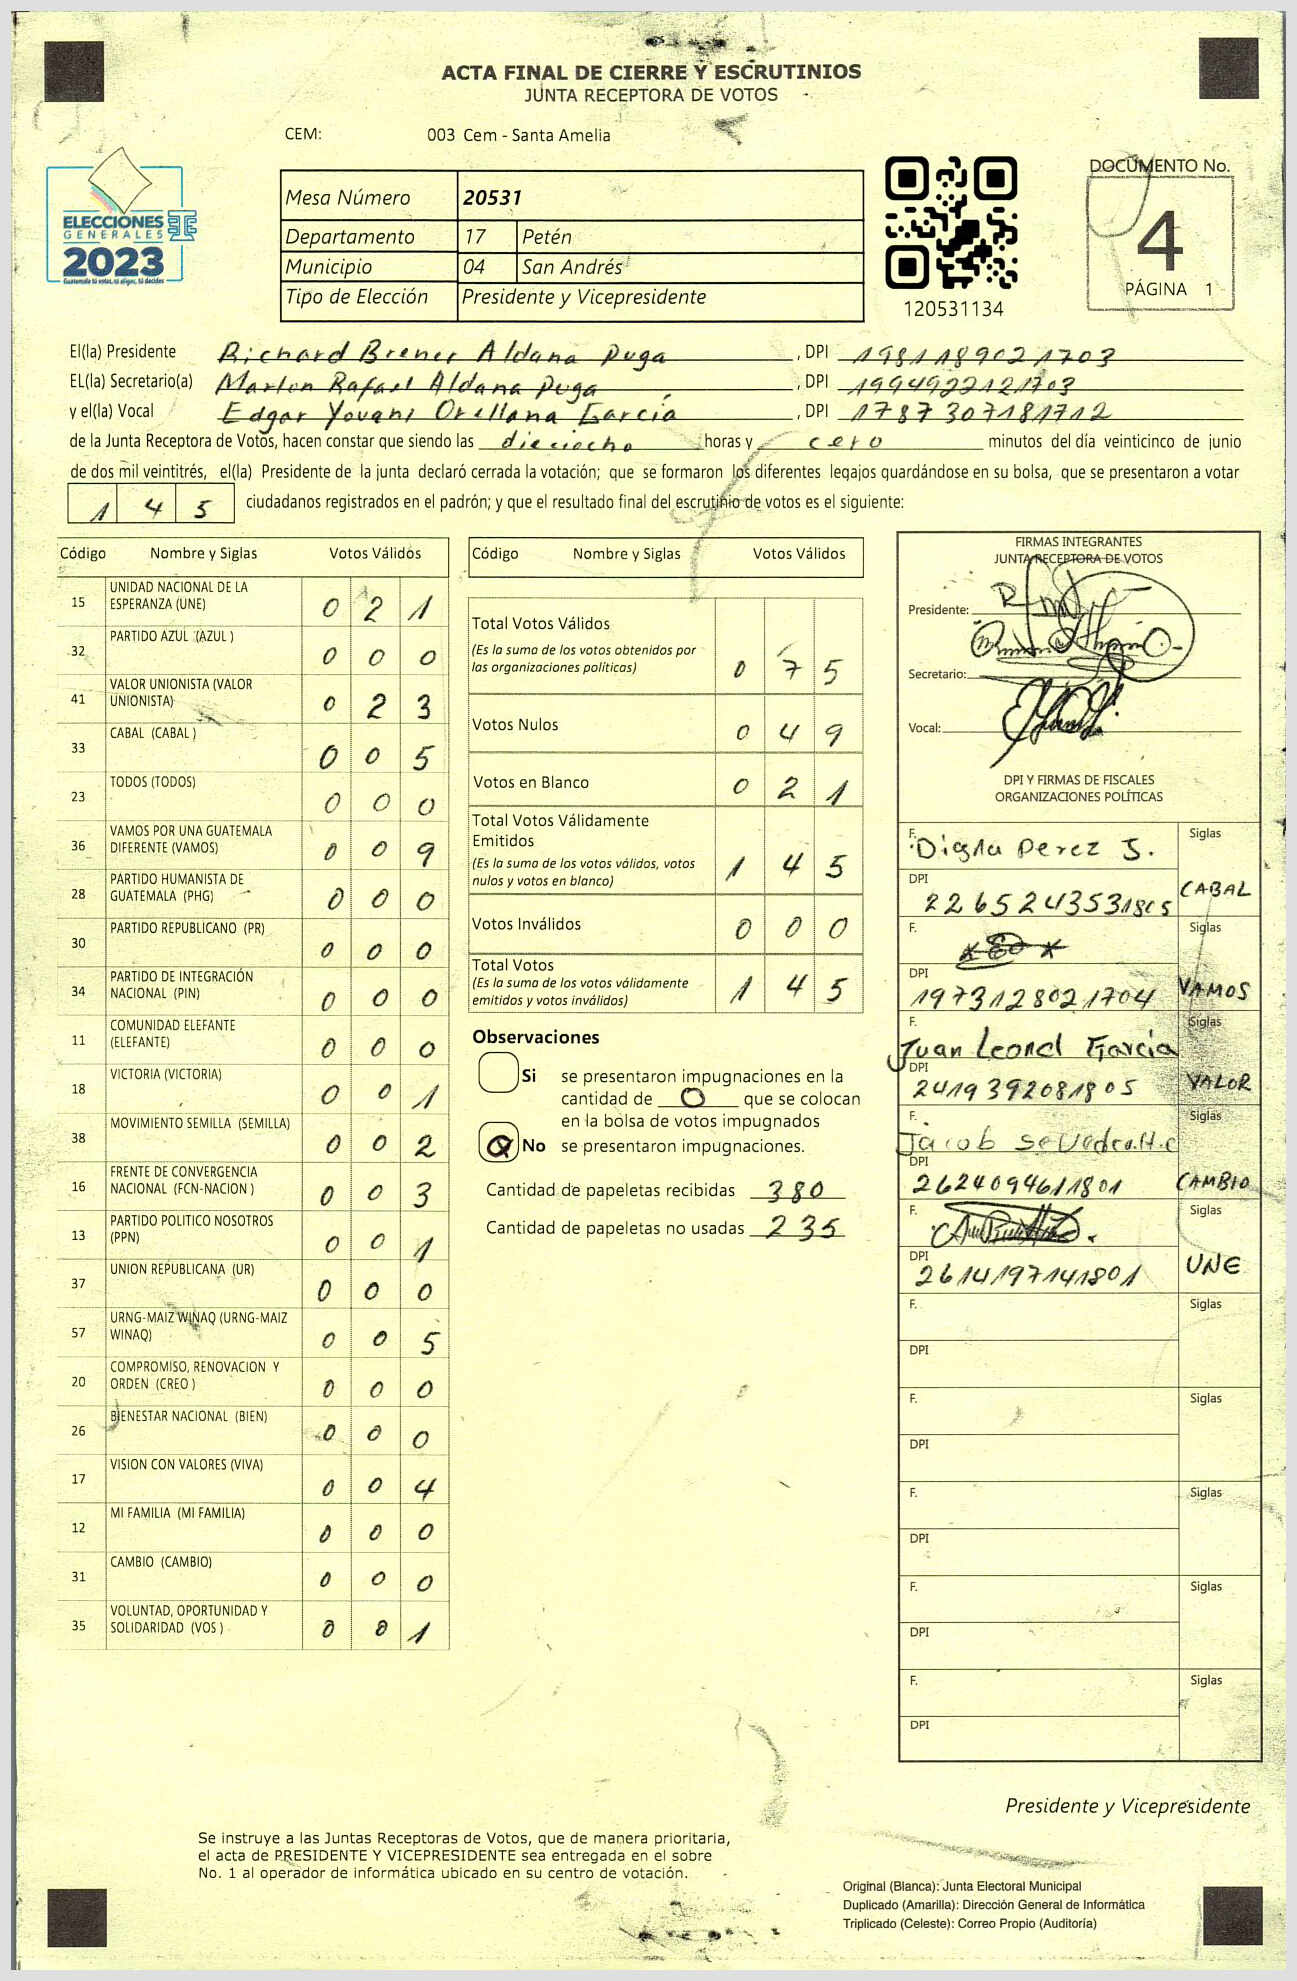 ACTA FINAL DE CIERRE Y ESCRUTINIOS
JUNTA RECEPTORA DE VOTOS
CEM: 003 Cem - Santa Amelia
DOCUMENTO No.
4
PÁGINA 1
ELECCIONES
GENERALES
2023
Guatemala tú votas, tú eliges, tú decides
Mesa Número 20531
Departamento 17 Petén
Municipio 04 San Andrés
Tipo de Elección Presidente y Vicepresidente
120531134
El(la) Presidente Richard Brener Aldana Puga, DPI 1981189021703
EL(la) Secretario(a) Marlon Rafael Aldana Puga, DPI 1994922121703
y el(la) Vocal Edgar Yovani Orellana García, DPI 1787307181712
de la Junta Receptora de Votos, hacen constar que siendo las dieciocho horas y cero minutos del día veinticinco de junio
de dos mil veintitrés, el(la) Presidente de la junta declaró cerrada la votación; que se formaron los diferentes legajos guardándose en su bolsa, que se presentaron a votar
1 4 5 ciudadanos registrados en el padrón; y que el resultado final del escrutinio de votos es el siguiente:
Código Nombre y Siglas Votos Válidos
15 UNIDAD NACIONAL DE LA ESPERANZA (UNE) 0 2 1
32 PARTIDO AZUL (AZUL ) 0 0 0
41 VALOR UNIONISTA (VALOR UNIONISTA) 0 2 3
33 CABAL (CABAL ) 0 0 5
23 TODOS (TODOS) 0 0 0
36 VAMOS POR UNA GUATEMALA DIFERENTE (VAMOS) 0 0 9
28 PARTIDO HUMANISTA DE GUATEMALA (PHG) 0 0 0
30 PARTIDO REPUBLICANO (PR) 0 0 0
34 PARTIDO DE INTEGRACIÓN NACIONAL (PIN) 0 0 0
11 COMUNIDAD ELEFANTE (ELEFANTE) 0 0 0
18 VICTORIA (VICTORIA) 0 0 1
38 MOVIMIENTO SEMILLA (SEMILLA) 0 0 2
16 FRENTE DE CONVERGENCIA NACIONAL (FCN-NACION ) 0 0 3
13 PARTIDO POLITICO NOSOTROS (PPN) 0 0 1
37 UNION REPUBLICANA (UR) 0 0 0
57 URNG-MAIZ WINAQ (URNG-MAIZ WINAQ) 0 0 5
20 COMPROMISO, RENOVACION Y ORDEN (CREO ) 0 0 0
26 BIENESTAR NACIONAL (BIEN) 0 0 0
17 VISION CON VALORES (VIVA) 0 0 4
12 MI FAMILIA (MI FAMILIA) 0 0 0
31 CAMBIO (CAMBIO) 0 0 0
35 VOLUNTAD, OPORTUNIDAD Y SOLIDARIDAD (VOS ) 0 0 1
Código Nombre y Siglas Votos Válidos
Total Votos Válidos
(Es la suma de los votos obtenidos por
las organizaciones políticas) 0 7 5
Votos Nulos 0 4 9
Votos en Blanco 0 2 1
Total Votos Válidamente
Emitidos
(Es la suma de los votos válidos, votos
nulos y votos en blanco) 1 4 5
Votos Inválidos 0 0 0
Total Votos
(Es la suma de los votos válidamente
emitidos y votos inválidos) 1 4 5
Observaciones
Si se presentaron impugnaciones en la
cantidad de 0 que se colocan
en la bolsa de votos impugnados
No se presentaron impugnaciones.
Cantidad de papeletas recibidas 380
Cantidad de papeletas no usadas 235
FIRMAS INTEGRANTES
JUNTA RECEPTORA DE VOTOS
Presidente:
Secretario:
Vocal:
DPI Y FIRMAS DE FISCALES
ORGANIZACIONES POLÍTICAS
F. Digna Perez J. Siglas
DPI 2265243531805 CABAL
F. Siglas
DPI 1973128021704 VAMOS
F. Juan Leonel García Siglas
DPI 2419392081805 VALOR
F. Jacob Siglas
DPI 2624094611801 CAMBIO
F. Siglas
DPI 2614197141801 UNE
F. Siglas
DPI
F. Siglas
DPI
F. Siglas
DPI
F. Siglas
DPI
F. Siglas
DPI
Presidente y Vicepresidente
Se instruye a las Juntas Receptoras de Votos, que de manera prioritaria,
el acta de PRESIDENTE Y VICEPRESIDENTE sea entregada en el sobre
No. 1 al operador de informática ubicado en su centro de votación.
Original (Blanca): Junta Electoral Municipal
Duplicado (Amarilla): Dirección General de Informática
Triplicado (Celeste): Correo Propio (Auditoría)